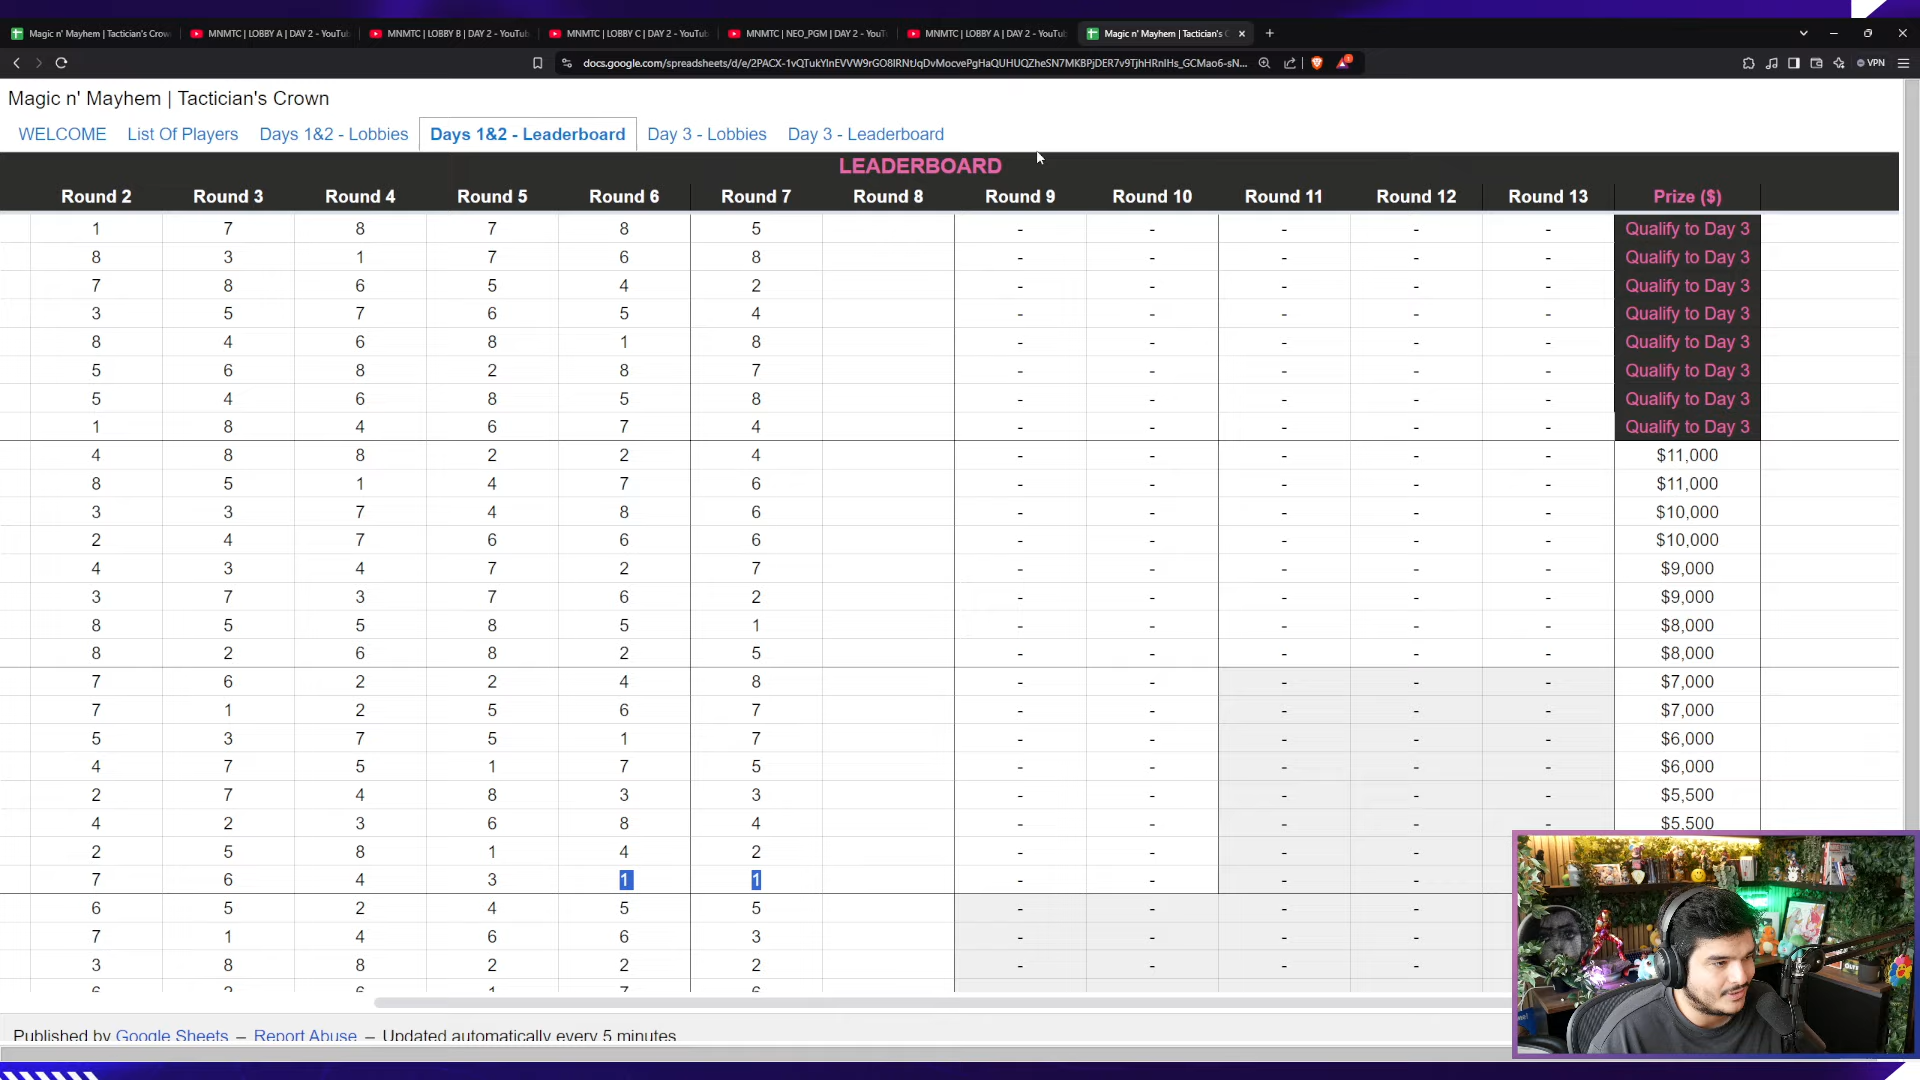 Magic n' Mayhem | Tactician's Crow MNMTC | LOBBY A | DAY 2 - YouTu MNMTC | LOBBY B | DAY 2 - YouTu MNMTC | LOBBY C | DAY 2 - YouTu MNMTC | NEO_PGM | DAY 2 - YouT MNMTC | LOBBY A | DAY 2 - YouTu Magic n' Mayhem | Tactician's C
VPN
Magic n' Mayhem | Tactician's Crown
WELCOME List Of Players Days 1&2 - Lobbies Days 1&2 - Leaderboard Day 3 - Lobbies Day 3 - Leaderboard
LEADERBOARD
Round 2 Round 3 Round 4 Round 5 Round 6 Round 7 Round 8 Round 9 Round 10 Round 11 Round 12 Round 13 Prize ($)
1 7 8 7 8 5 - - - - - Qualify to Day 3
8 3 1 7 6 8 - - - - - Qualify to Day 3
7 8 6 5 4 2 - - - - - Qualify to Day 3
3 5 7 6 5 4 - - - - - Qualify to Day 3
8 4 6 8 1 8 - - - - - Qualify to Day 3
5 6 8 2 8 7 - - - - - Qualify to Day 3
5 4 6 8 5 8 - - - - - Qualify to Day 3
1 8 4 6 7 4 - - - - - Qualify to Day 3
4 8 8 2 2 4 - - - - - $11,000
8 5 1 4 7 6 - - - - - $11,000
3 3 7 4 8 6 - - - - - $10,000
2 4 7 6 6 6 - - - - - $10,000
4 3 4 7 2 7 - - - - - $9,000
3 7 3 7 6 2 - - - - - $9,000
8 5 5 8 5 1 - - - - - $8,000
8 2 6 8 2 5 - - - - - $8,000
7 6 2 2 4 8 - - - - - $7,000
7 1 2 5 6 7 - - - - - $7,000
5 3 7 5 1 7 - - - - - $6,000
4 7 5 1 7 5 - - - - - $6,000
2 7 4 8 3 3 - - - - - $5,500
4 2 3 6 8 4 - - - - - $5,500
2 5 8 1 4 2 - - - -
7 6 4 3 1 1 - - - -
6 5 2 4 5 5 - - - -
7 1 4 6 6 3 - - - -
3 8 8 2 2 2 - - - -
6 2 6 1 7 6
Published by Google Sheets – Report Abuse – Updated automatically every 5 minutes